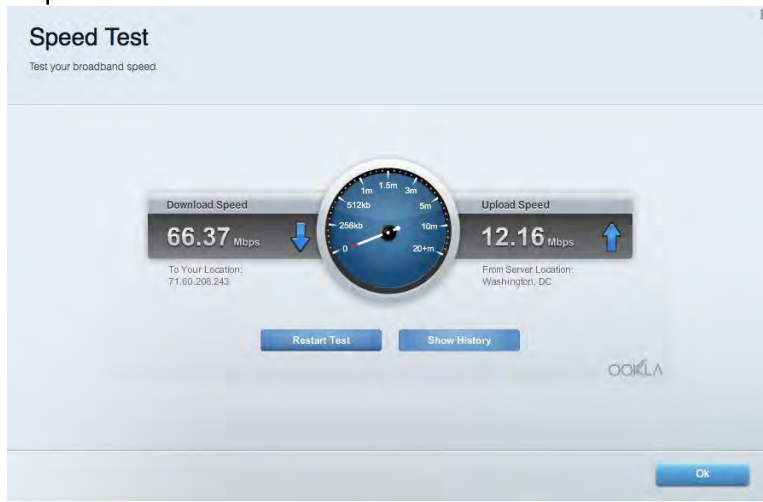 Speed Test
Test your broadband speed.
Download Speed
66.37 Mbps
To Your Location:
71.60.208.243
0
256kb
512kb
1m
1.5m
3m
5m
10m
20+m
Upload Speed
12.16 Mbps
From Server Location:
Washington, DC
Restart Test
Show History
OOKLA
Ok